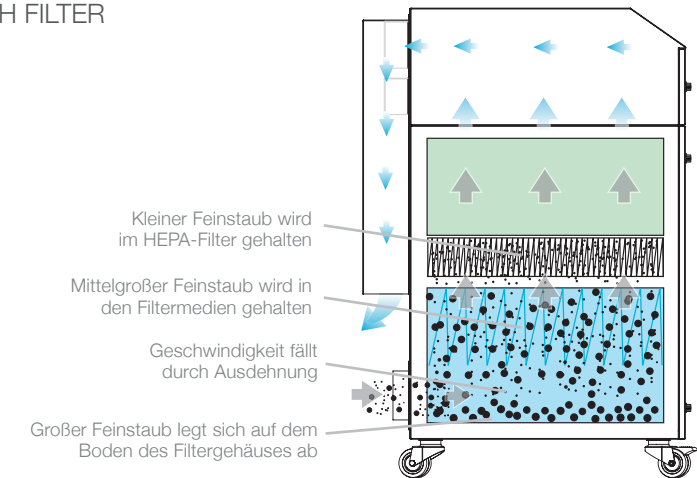 H FILTER
Kleiner Feinstaub wird
im HEPA-Filter gehalten
Mittelgroßer Feinstaub wird in
den Filtermedien gehalten
Geschwindigkeit fällt
durch Ausdehnung
Großer Feinstaub legt sich auf dem
Boden des Filtergehäuses ab